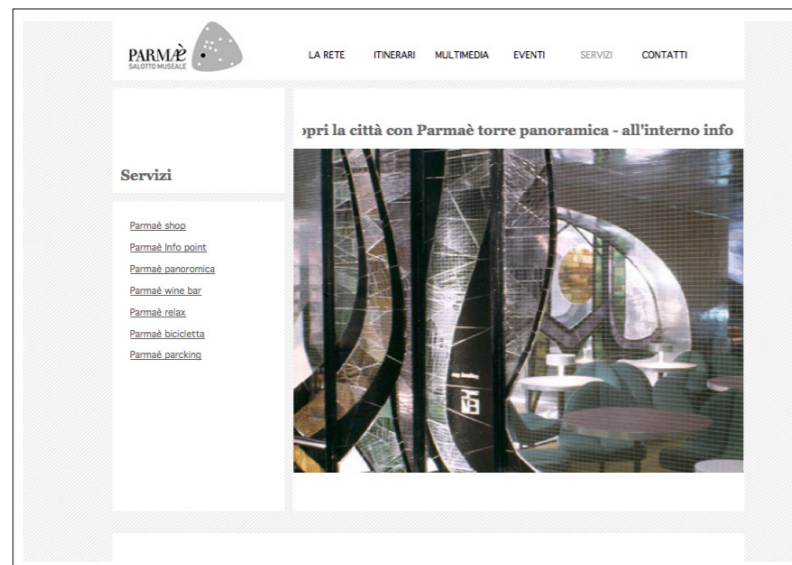 PARMAÈ
SALOTTO MUSEALE
LA RETE ITINERARI MULTIMEDIA EVENTI SERVIZI CONTATTI
opri la città con Parmaè torre panoramica - all'interno info
Servizi
Parmaè shop
Parmaè Info point
Parmaè panoromica
Parmaè wine bar
Parmaè relax
Parmaè bicicletta
Parmaè parcking